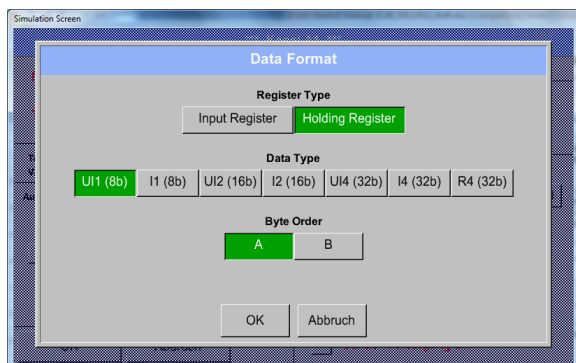 Simulation Screen
Data Format
Register Type
Input Register Holding Register
Data Type
UI1 (8b) I1 (8b) UI2 (16b) I2 (16b) UI4 (32b) I4 (32b) R4 (32b)
Byte Order
A B
OK Abbruch